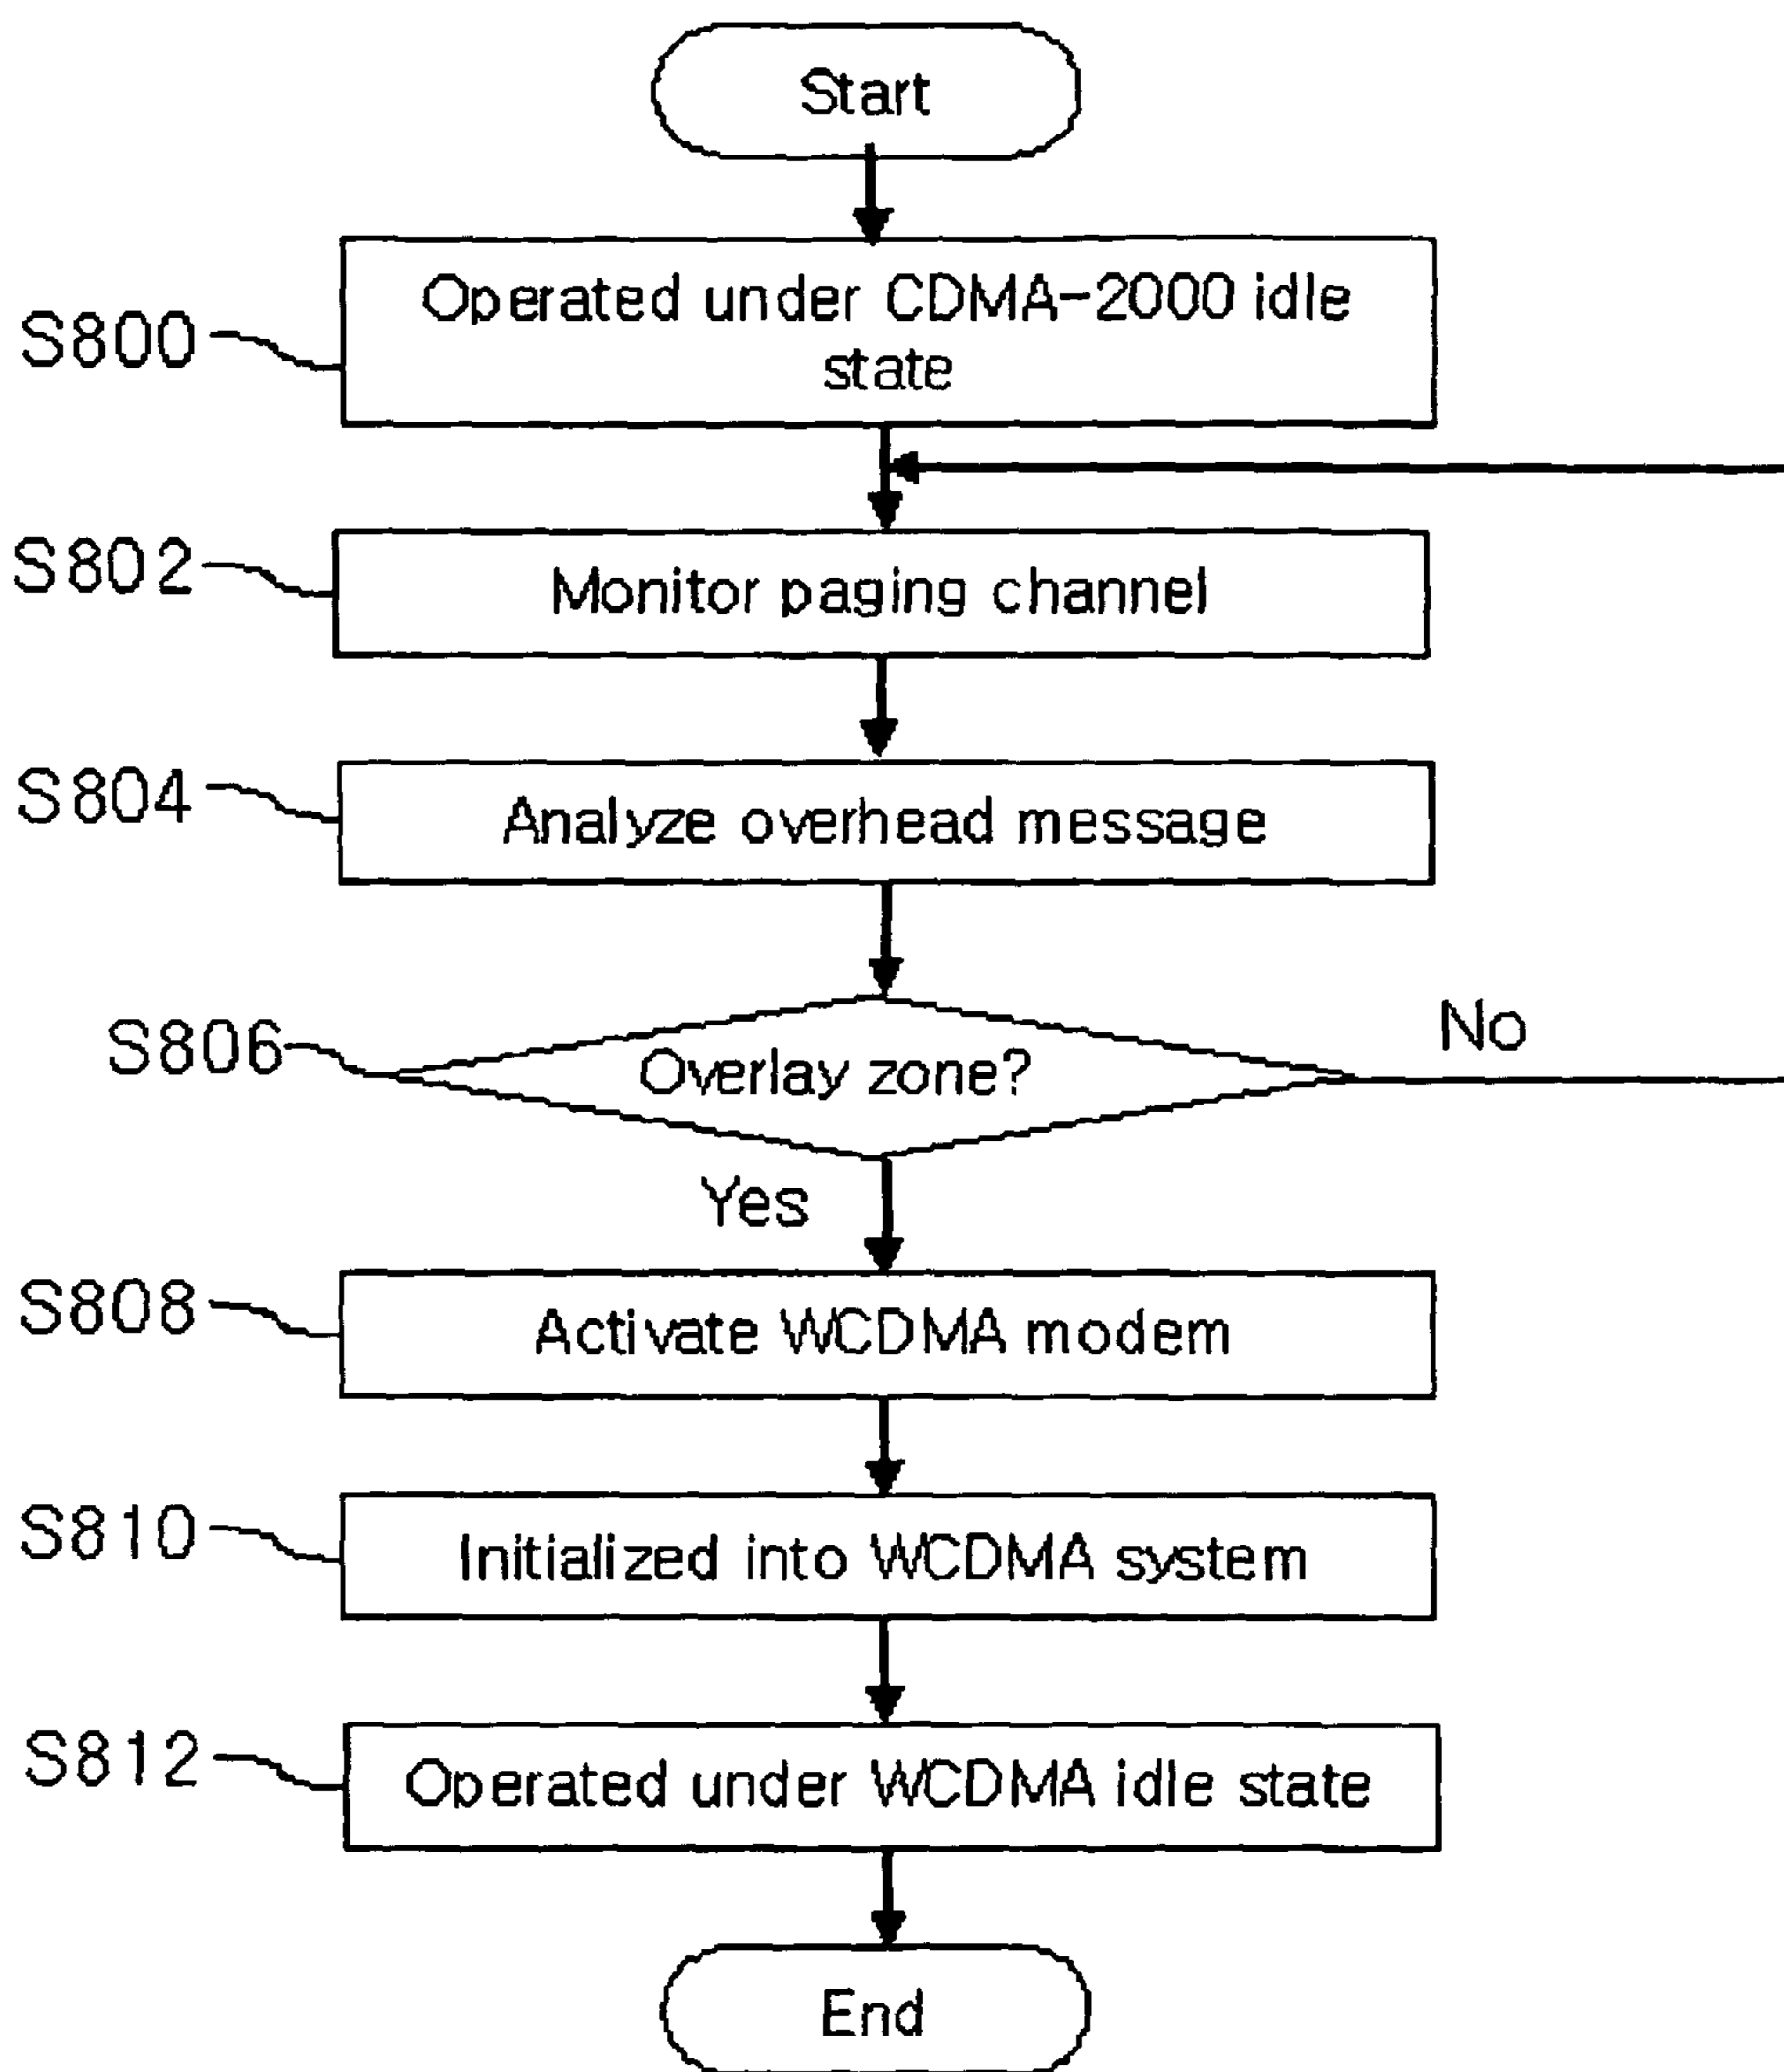 Start
S800
Operated under CDMA-2000 idle
state
S802
Monitor paging channel
S804
Analyze overhead message
S806
Overlay zone?
No
Yes
S808
Activate WCDMA modem
S810
Initialized into WCDMA system
S812
Operated under WCDMA idle state
End